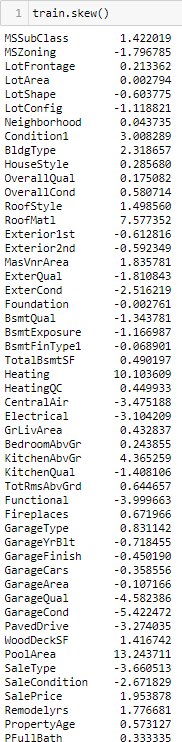 1 train.skew()
MSSubClass 1.422019
MSZoning -1.796785
LotFrontage 0.213362
LotArea 0.002794
LotShape -0.603775
LotConfig -1.118821
Neighborhood 0.043735
Condition1 3.008289
BldgType 2.318657
HouseStyle 0.285680
OverallQual 0.175082
OverallCond 0.580714
RoofStyle 1.498560
RoofMatl 7.577352
Exterior1st -0.612816
Exterior2nd -0.592349
MasVnrArea 1.835781
ExterQual -1.810843
ExterCond -2.516219
Foundation -0.002761
BsmtQual -1.343781
BsmtExposure -1.166987
BsmtFinType1 -0.068901
TotalBsmtSF 0.490197
Heating 10.103609
HeatingQC 0.449933
CentralAir -3.475188
Electrical -3.104209
GrLivArea 0.432837
BedroomAbvGr 0.243855
KitchenAbvGr 4.365259
KitchenQual -1.408106
TotRmsAbvGrd 0.644657
Functional -3.999663
Fireplaces 0.671966
GarageType 0.831142
GarageYrBlt -0.718455
GarageFinish -0.450190
GarageCars -0.358556
GarageArea -0.107166
GarageQual -4.582386
GarageCond -5.422472
PavedDrive -3.274035
WoodDeckSF 1.416742
PoolArea 13.243711
SaleType -3.660513
SaleCondition -2.671829
SalePrice 1.953878
Remodelyrs 1.776681
PropertyAge 0.573127
PFullBath 0.333335